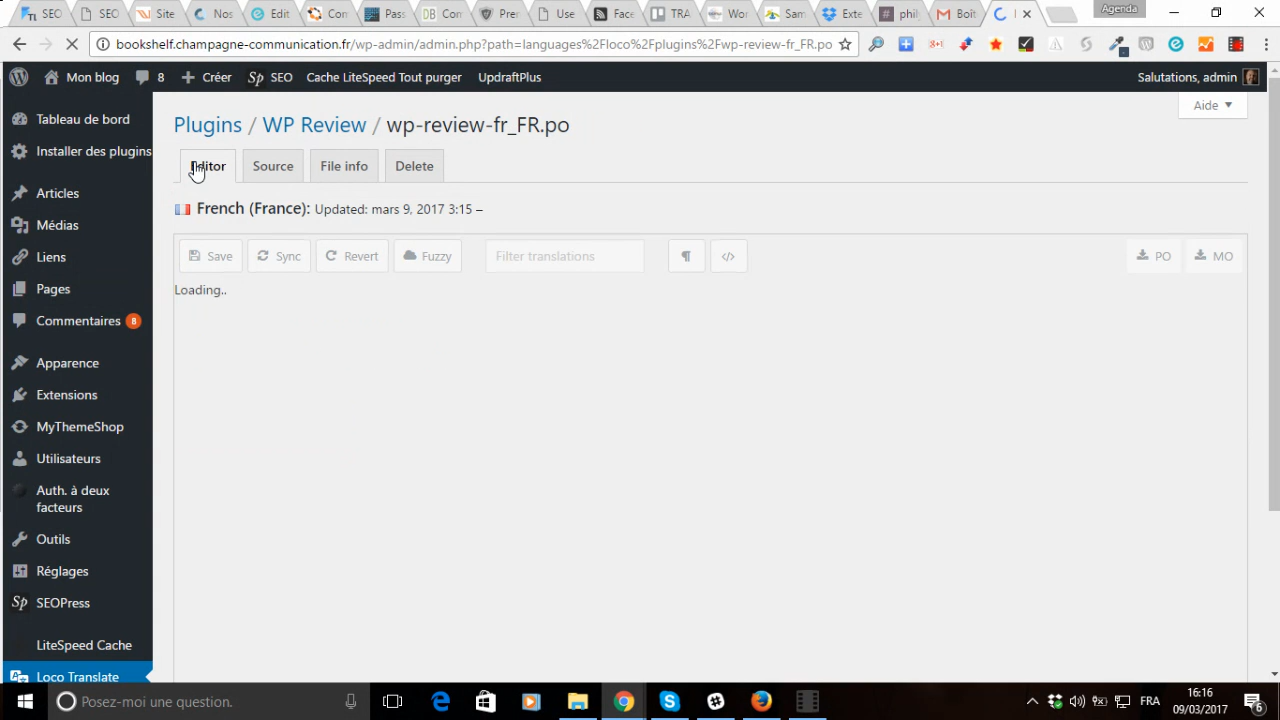 SEO
SEO
Site
Nos
Edit
Con
Pass
Con
Pre
Use
Face
TRA
Wor
Sam
Exte
phil
Boît
Agenda
bookshelf.champagne-communication.fr/wp-admin/admin.php?path=languages%2Floco%2Fplugins%2Fwp-review-fr_FR.po
Mon blog
8
Créer
SEO
Cache LiteSpeed Tout purger
UpdraftPlus
Salutations, admin
Aide
Tableau de bord
Installer des plugins
Articles
Médias
Liens
Pages
Commentaires 8
Apparence
Extensions
MyThemeShop
Utilisateurs
Auth. à deux
facteurs
Outils
Réglages
SEOPress
LiteSpeed Cache
Loco Translate
Plugins / WP Review / wp-review-fr_FR.po
Editor
Source
File info
Delete
French (France): Updated: mars 9, 2017 3:15 –
Save
Sync
Revert
Fuzzy
Filter translations
¶
</>
PO
MO
Loading..
Posez-moi une question.
FRA
16:16
09/03/2017
6